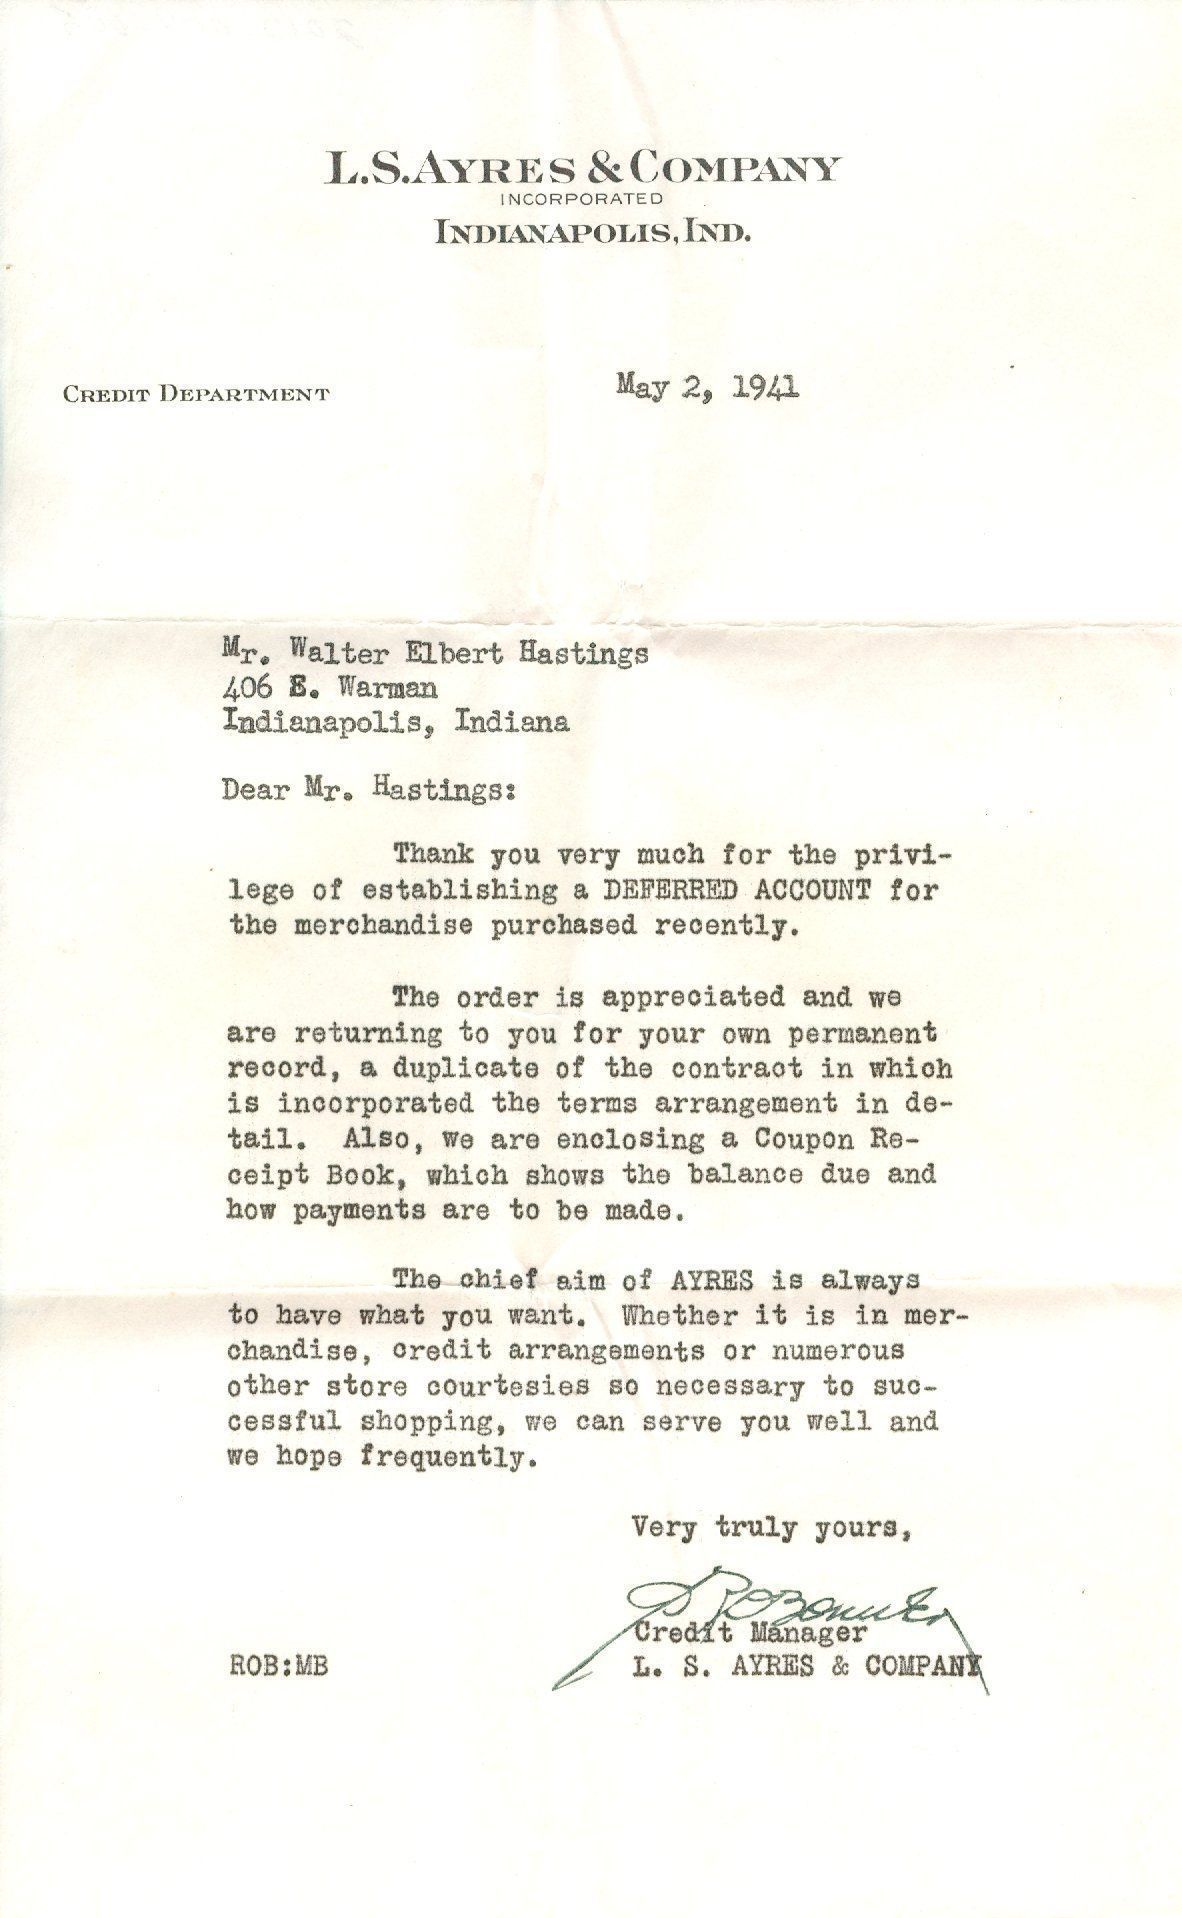 L.S.AYRES & COMPANY
INCORPORATED
INDIANAPOLIS, IND.
CREDIT DEPARTMENT
May 2, 1941
Mr. Walter Elbert Hastings
406 S. Warman
Indianapolis, Indiana
Dear Mr. Hastings:
Thank you very much for the privi-
lege of establishing a DEFERRED ACCOUNT for
the merchandise purchased recently.
The order is appreciated and we
are returning to you for your own permanent
record, a duplicate of the contract in which
is incorporated the terms arrangement in de-
tail. Also, we are enclosing a Coupon Re-
ceipt Book, which shows the balance due and
how payments are to be made.
The chief aim of AYRES is always
to have what you want. Whether it is in mer-
chandise, credit arrangements or numerous
other store courtesies so necessary to suc-
cessful shopping, we can serve you well and
we hope frequently.
Very truly yours,
Credit Manager
ROB:MB
L. S. AYRES & COMPANY